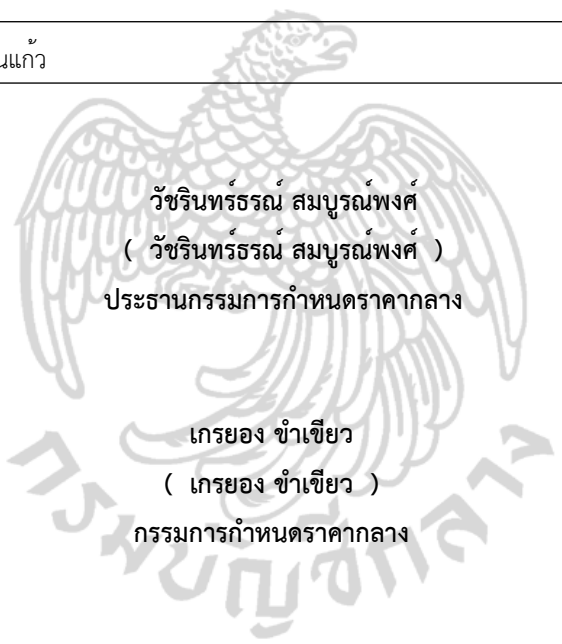 นแก้ว
วัชรินทร์ธรณ์ สมบูรณ์พงศ์
( วัชรินทร์ธรณ์ สมบูรณ์พงศ์ )
ประธานกรรมการกำหนดราคากลาง
เกรยอง ขำเขียว
( เกรยอง ขำเขียว )
กรรมการกำหนดราคากลาง
กรมบัญชีกลาง